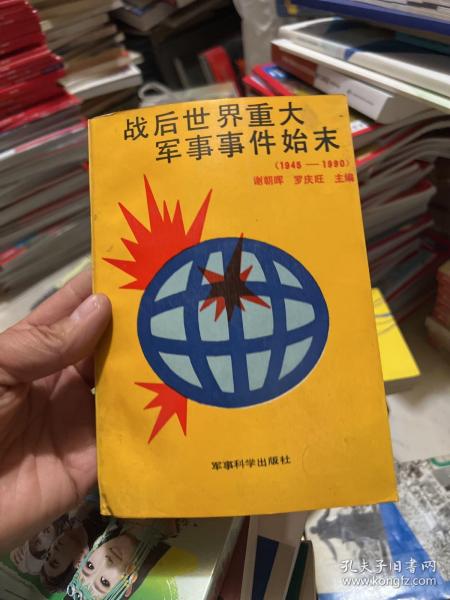 战后世界重大
军事事件始末
(1945—1990)
谢朝晖 罗庆旺 主编
军事科学出版社
孔夫子旧书网
www.kongfz.com